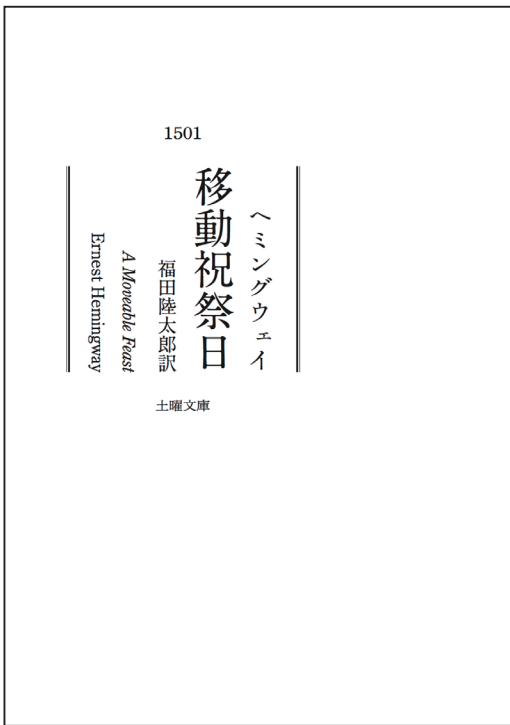 1501
ヘミングウェイ
移動祝祭日
福田陸太郎訳
A Moveable Feast
Ernest Hemingway
土曜文庫